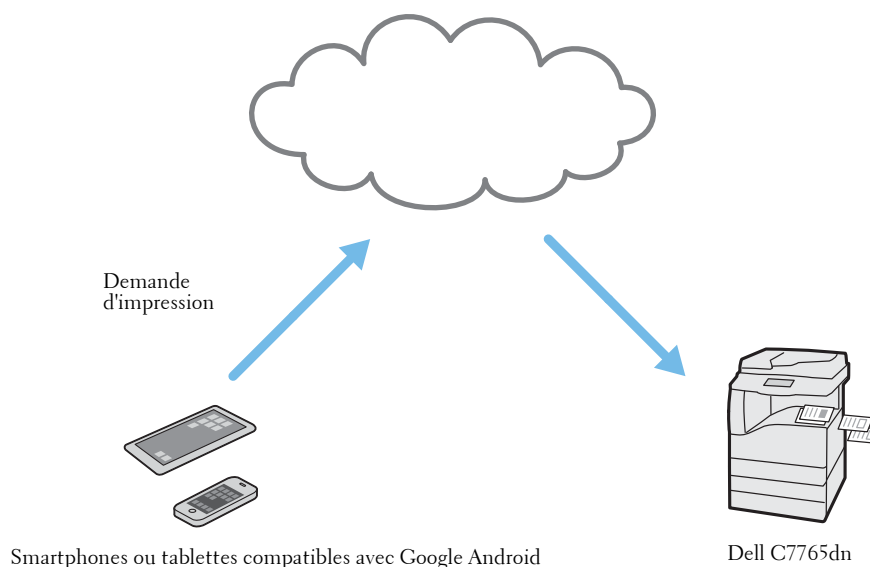 Demande
d'impression
Smartphones ou tablettes compatibles avec Google Android
Dell C7765dn